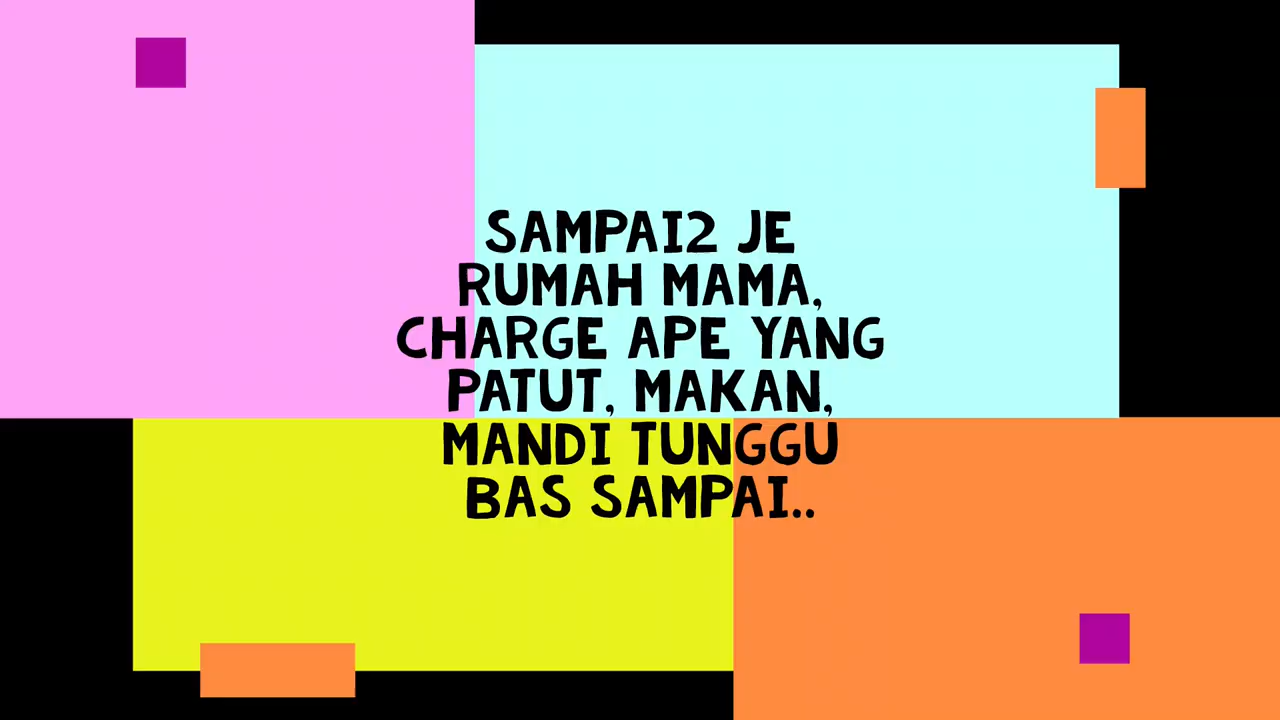 SAMPAI2 JE
RUMAH MAMA,
CHARGE APE YANG
PATUT, MAKAN,
MANDI TUNGGU
BAS SAMPAI..